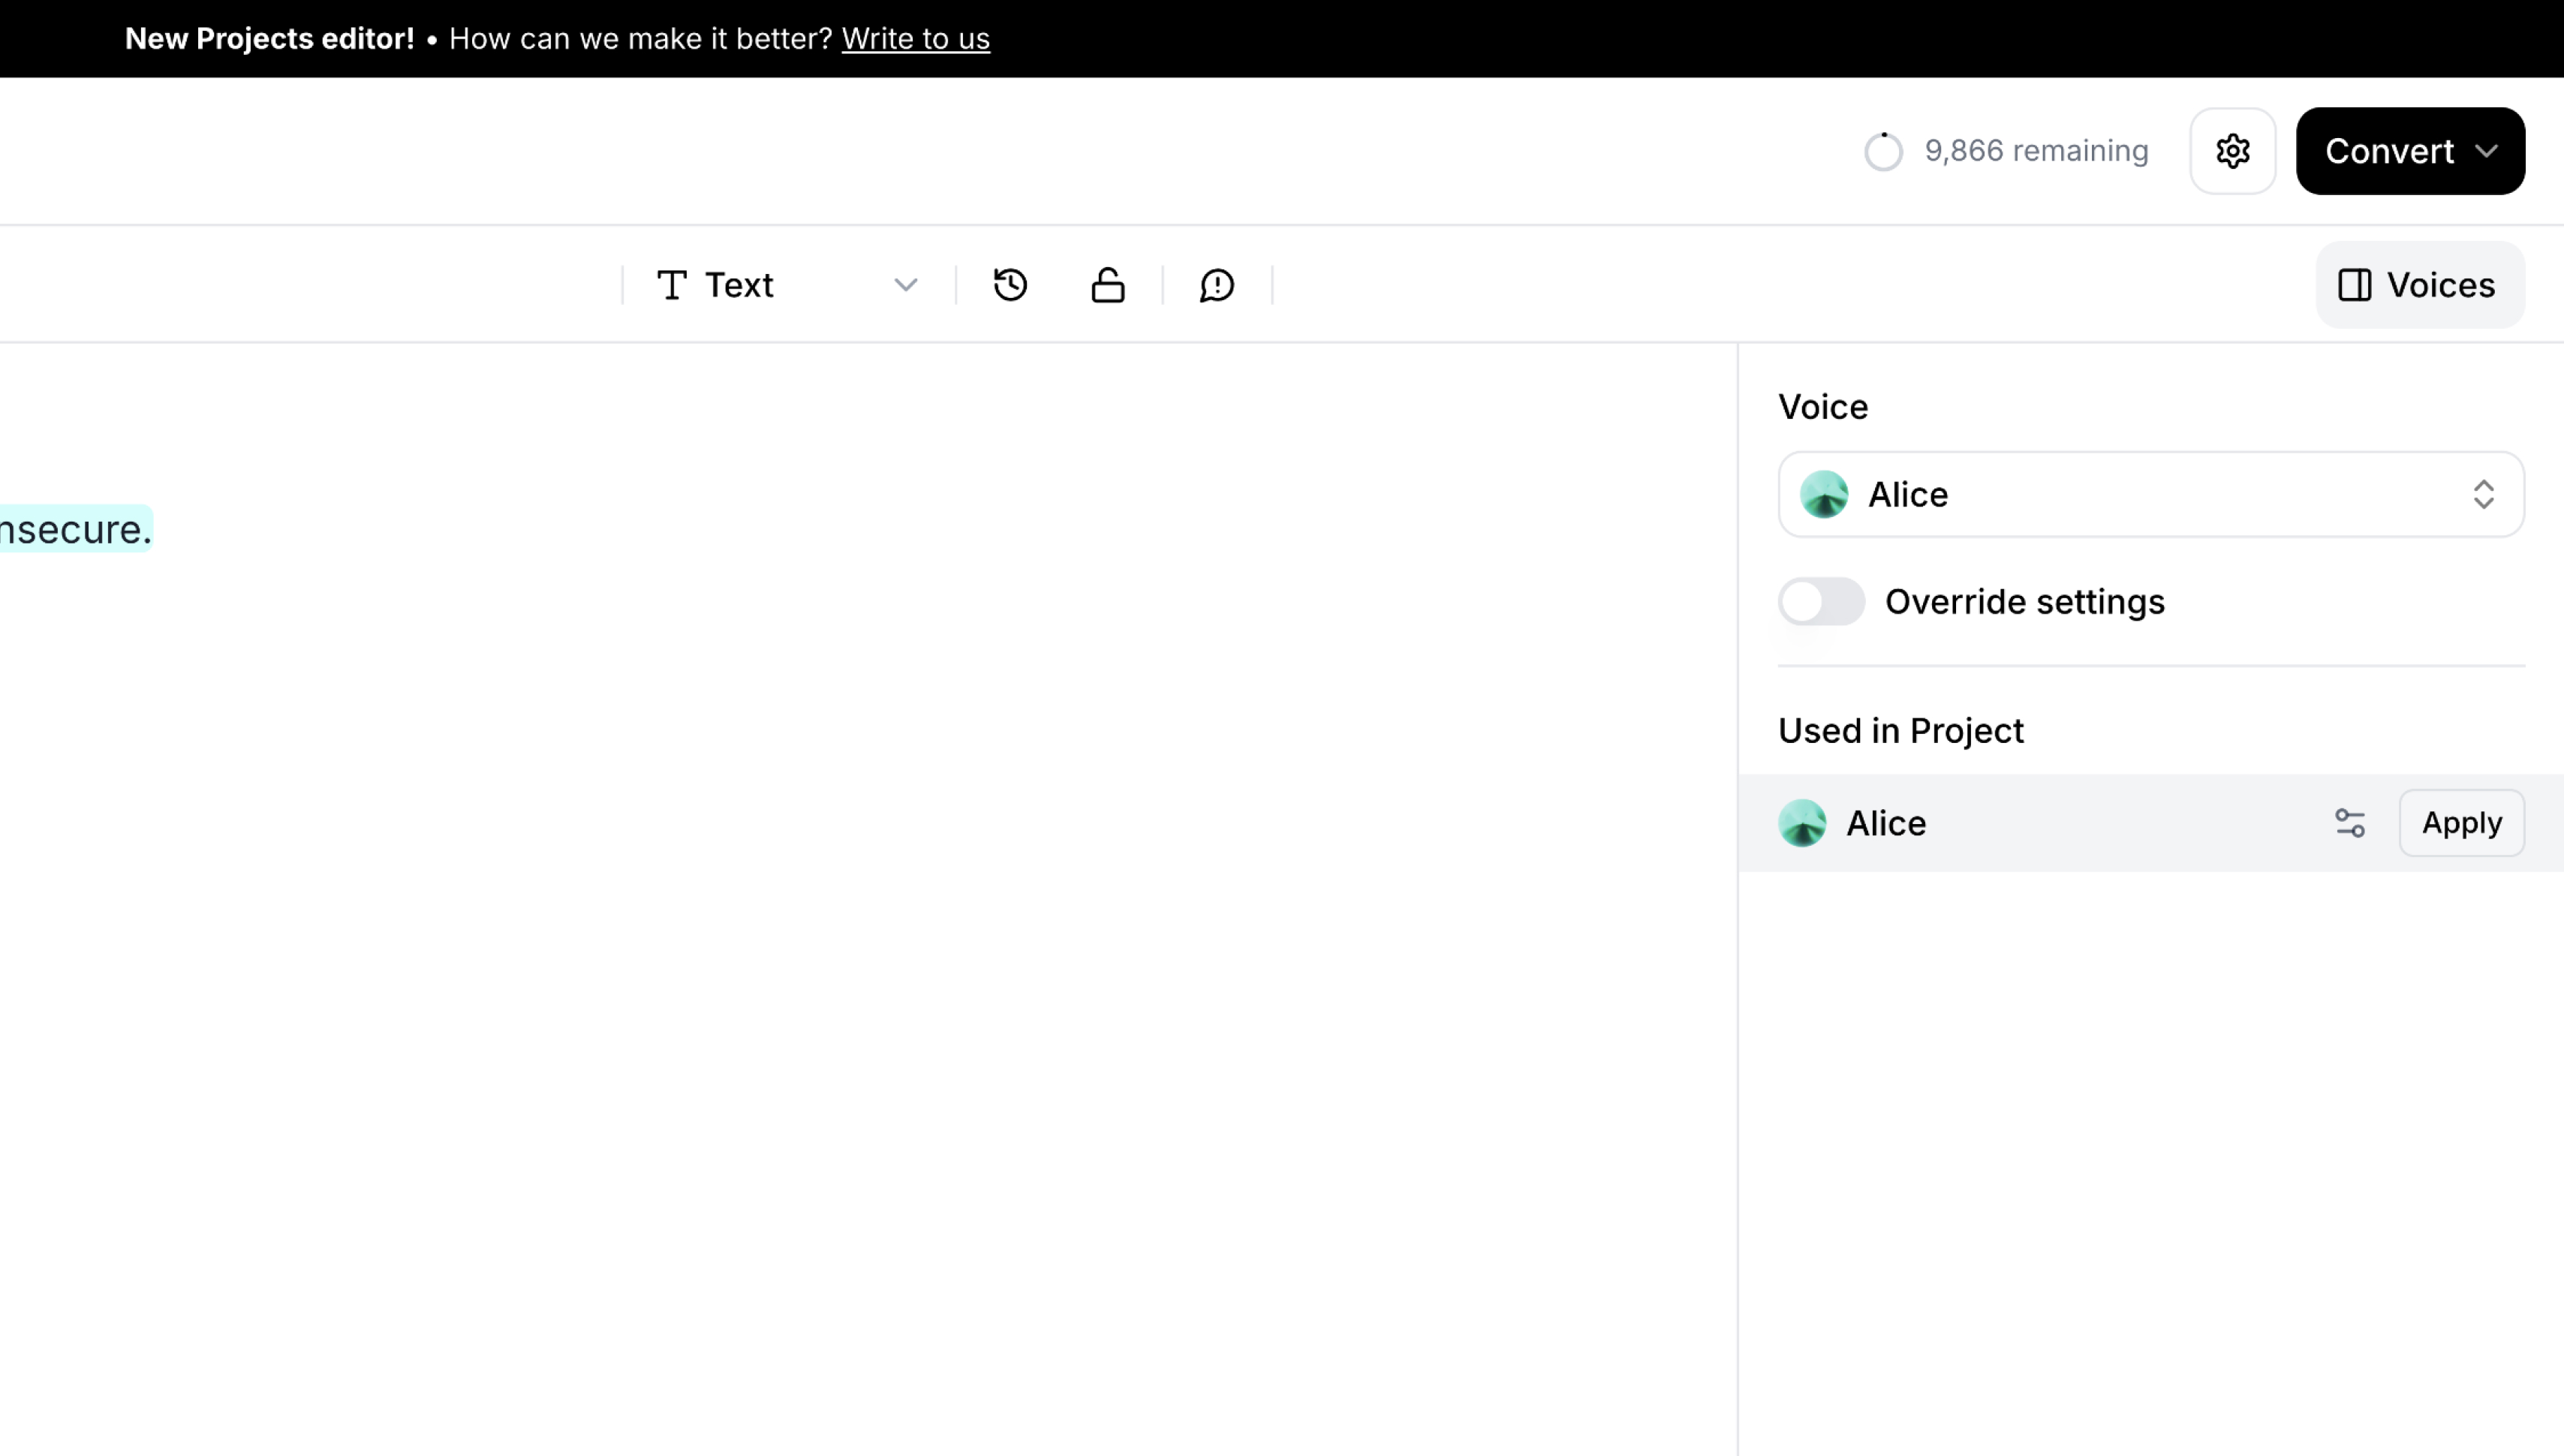 New Projects editor! • How can we make it better? Write to us
9,866 remaining
Convert
Text
Voices
Voice
Alice
nsecure.
Override settings
Used in Project
Alice
Apply